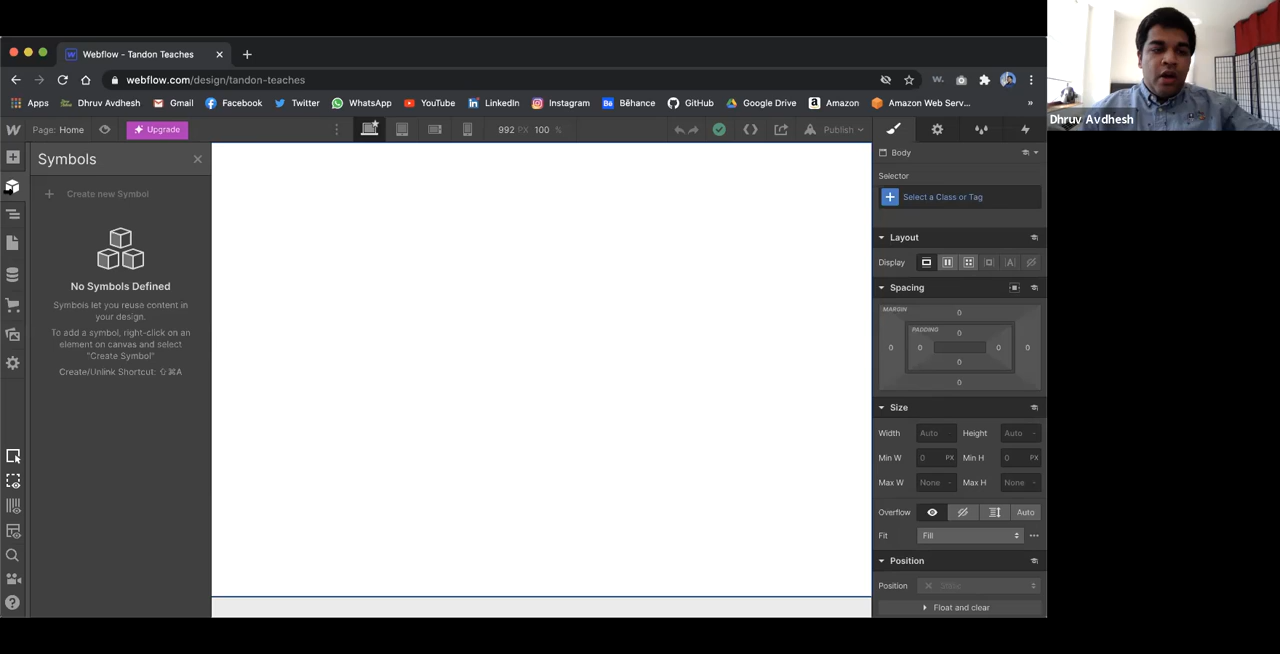 Webflow - Tandon Teaches
webflow.com/design/tandon-teaches
Apps Dhruv Avdhesh Gmail Facebook Twitter WhatsApp YouTube LinkedIn Instagram Bēhance GitHub Google Drive Amazon Amazon Web Serv...
Page: Home Upgrade 992 PX 100 % Publish
Symbols
Create new Symbol
No Symbols Defined
Symbols let you reuse content in
your design.
To add a symbol, right-click on an
element on canvas and select
"Create Symbol"
Create/Unlink Shortcut: ⇧⌘A
Body
Selector
Select a Class or Tag
Layout
Display
Spacing
MARGIN
0
PADDING
0
0 0 0 0
0
0
Size
Width Auto - Height Auto -
Min W 0 PX Min H 0 PX
Max W None - Max H None -
Overflow Auto
Fit Fill
Position
Position Static
Float and clear
Dhruv Avdhesh